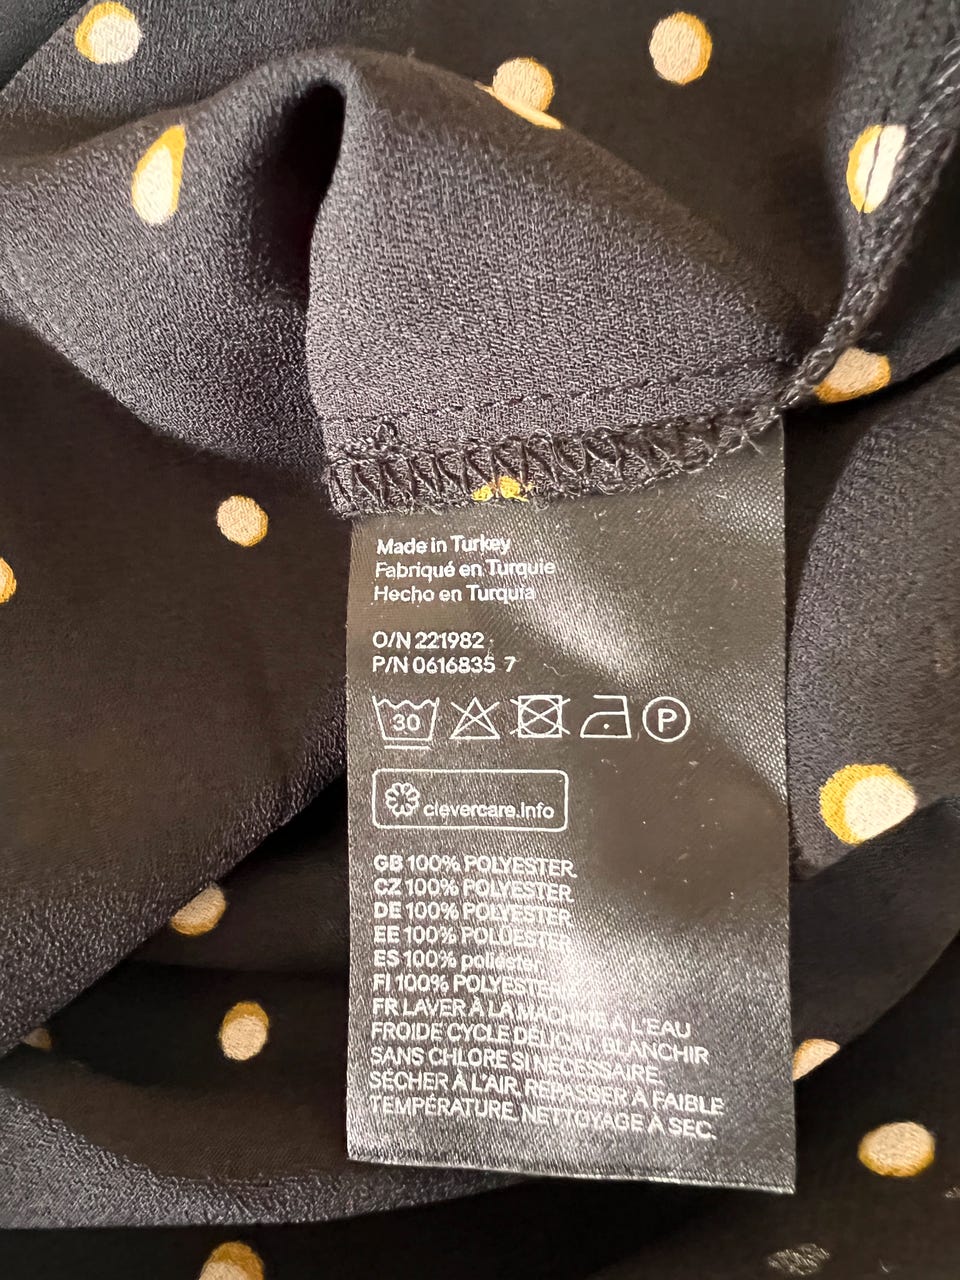 Made in Turkey
Fabriqué en Turquie
Hecho en Turquía
O/N 221982
P/N 0616835 7
30 P
clevercare.info
GB 100% POLYESTER
CZ 100% POLYESTER
DE 100% POLYESTER
EE 100% POLÜESTER
ES 100% poliéster
FI 100% POLYESTER
FR LAVER À LA MACHINE À L'EAU
FROIDE CYCLE DÉLICAT, BLANCHIR
SANS CHLORE SI NÉCESSAIRE,
SÉCHER À L'AIR, REPASSER À FAIBLE
TEMPÉRATURE, NETTOYAGE À SEC.